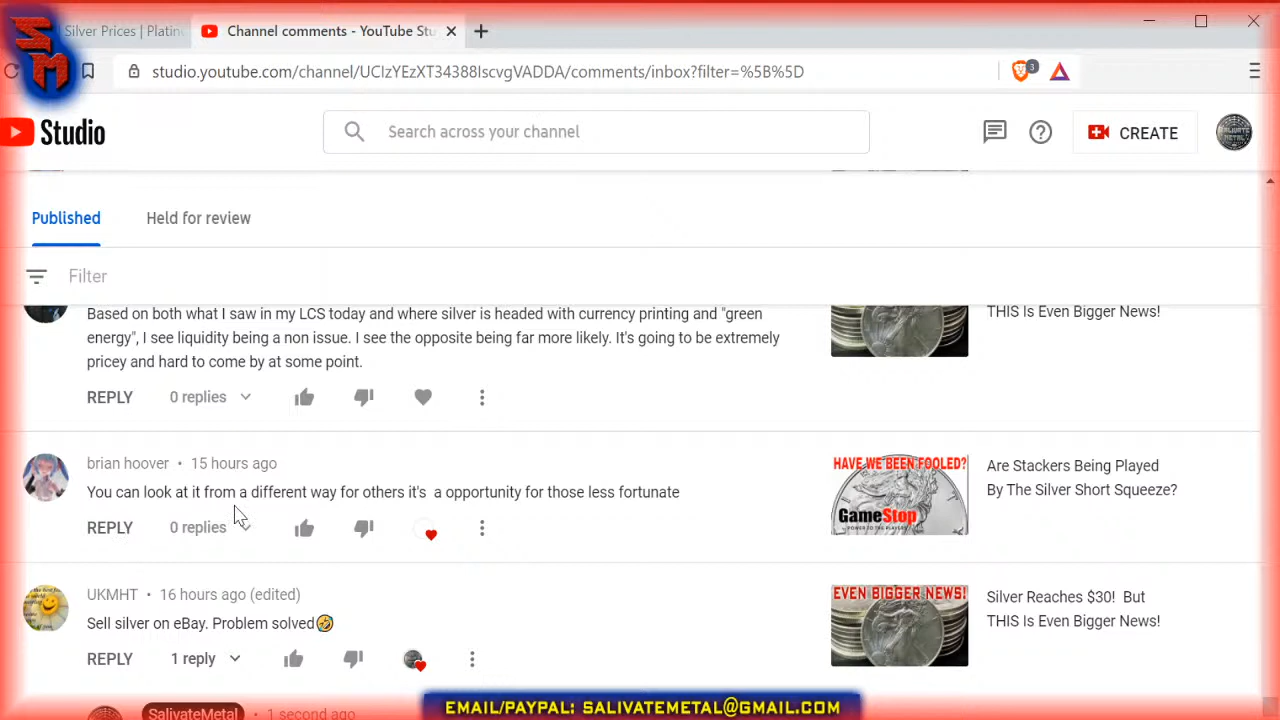 SM
Silver Prices | Platin
Channel comments - YouTube Stu
studio.youtube.com/channel/UCIzYEzXT34388IscvgVADDA/comments/inbox?filter=%5B%5D
3
Studio
Search across your channel
CREATE
SALIVATE
METAL
Published
Held for review
Filter
Based on both what I saw in my LCS today and where silver is headed with currency printing and "green
energy", I see liquidity being a non issue. I see the opposite being far more likely. It's going to be extremely
pricey and hard to come by at some point.
THIS Is Even Bigger News!
REPLY 0 replies
brian hoover • 15 hours ago
You can look at it from a different way for others it's a opportunity for those less fortunate
REPLY 0 replies
HAVE WE BEEN FOOLED?
GameStop
POWER TO THE PLAYERS
Are Stackers Being Played
By The Silver Short Squeeze?
UKMHT • 16 hours ago (edited)
Sell silver on eBay. Problem solved🤣
REPLY 1 reply
EVEN BIGGER NEWS!
Silver Reaches $30! But
THIS Is Even Bigger News!
SalivateMetal • 1 second ago
EMAIL/PAYPAL: SALIVATEMETAL@GMAIL.COM